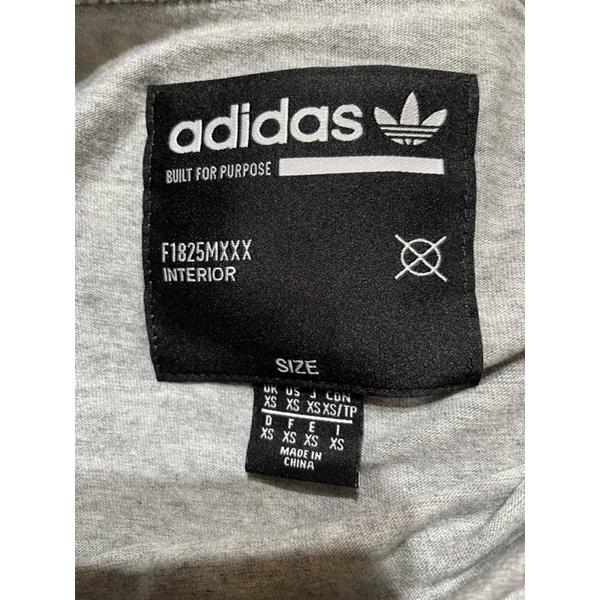 adidas
BUILT FOR PURPOSE
F1825MXXX
INTERIOR
SIZE
UK US J CDN
XS XS XS XS/TP
D F E I
XS XS XS XS
MADE IN
CHINA